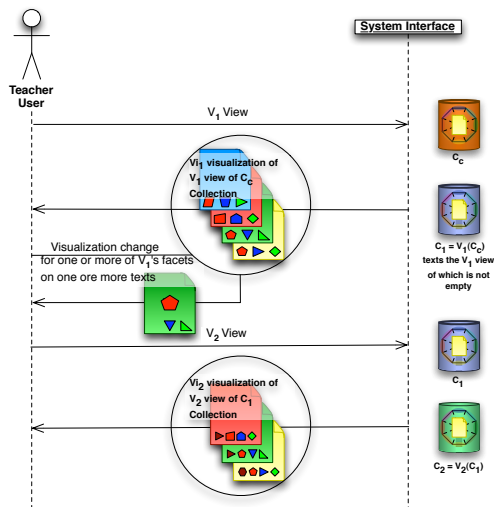 System Interface
Teacher
User
V1 View
Cc
Vi1 visualization of
V1 view of Cc
Collection
C1 = V1(Cc)
texts the V1 view
of which is not
empty
Visualization change
for one or more of V1's facets
on one ore more texts
V2 View
C1
Vi2 visualization of
V2 view of C1
Collection
C2 = V2(C1)